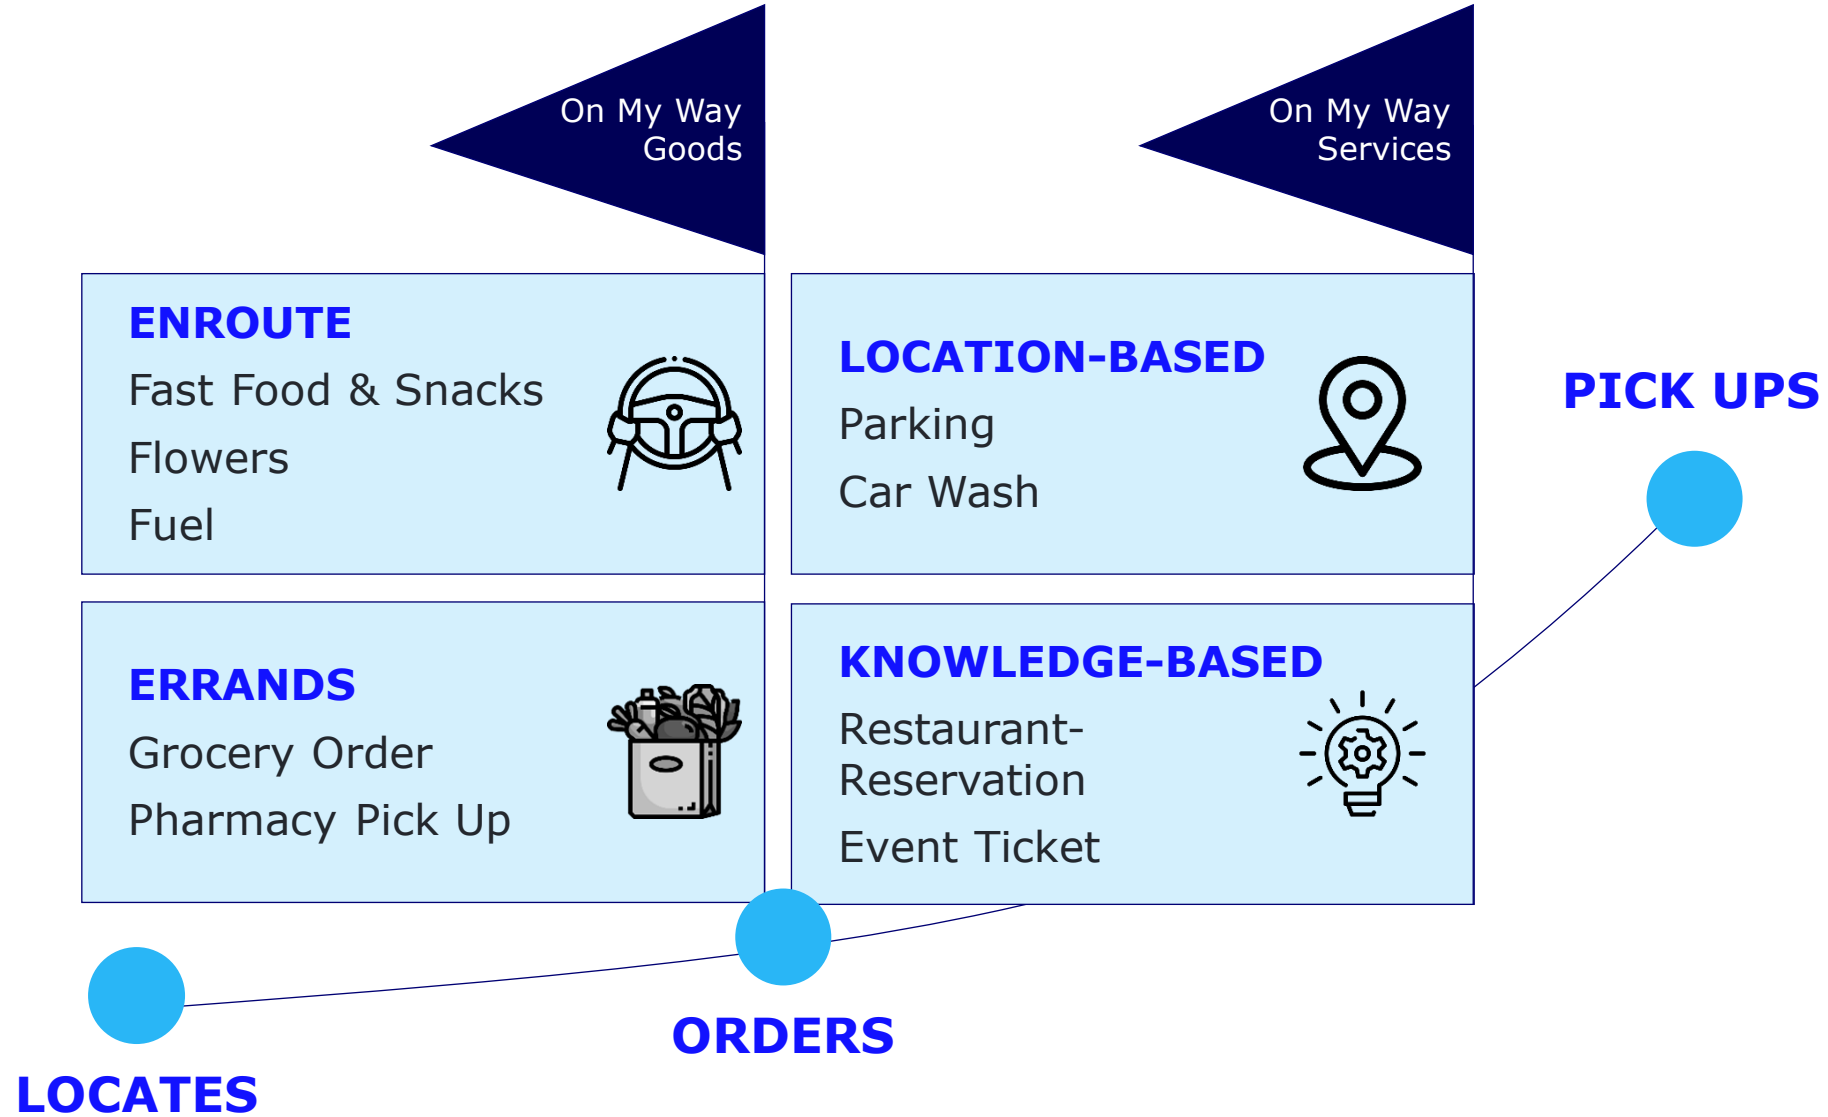 On My Way
Goods
On My Way
Services
ENROUTE
Fast Food & Snacks
Flowers
Fuel
LOCATION-BASED
Parking
Car Wash
PICK UPS
ERRANDS
Grocery Order
Pharmacy Pick Up
KNOWLEDGE-BASED
Restaurant-
Reservation
Event Ticket
ORDERS
LOCATES